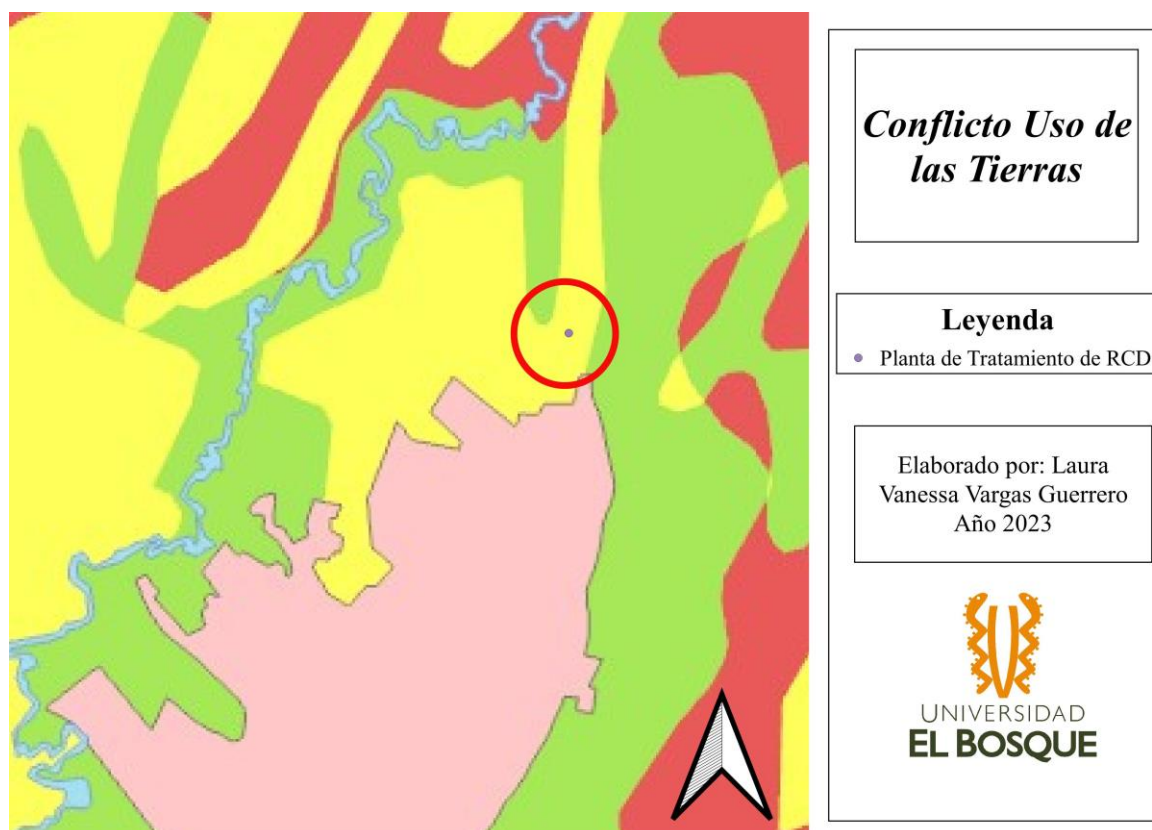 Conflicto Uso de
las Tierras
Leyenda
Planta de Tratamiento de RCD
Elaborado por: Laura
Vanessa Vargas Guerrero
Año 2023
UNIVERSIDAD
EL BOSQUE